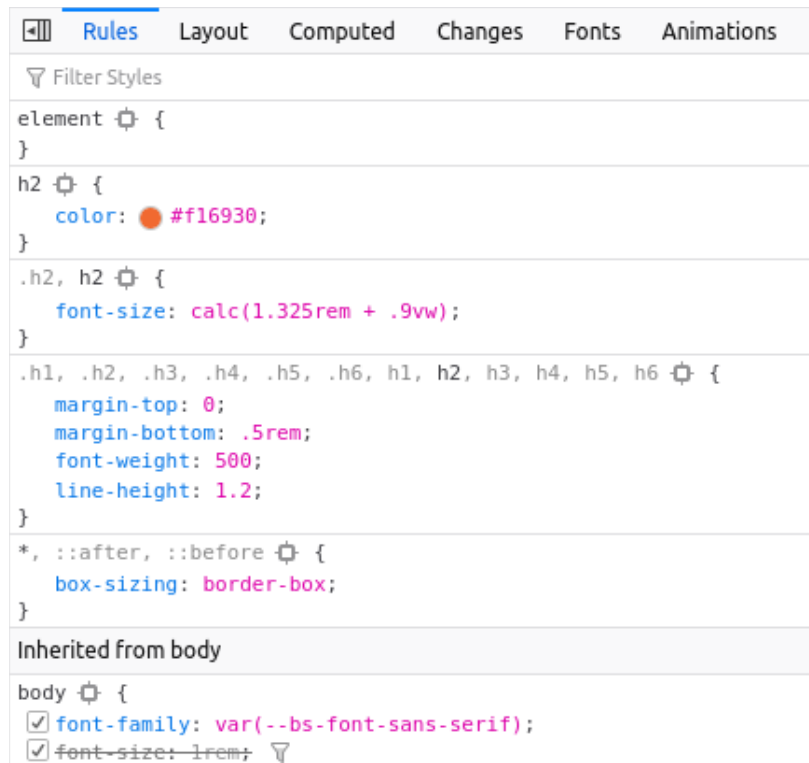 Rules Layout Computed Changes Fonts Animations
Filter Styles
element {
}
h2 {
color: #f16930;
}
.h2, h2 {
font-size: calc(1.325rem + .9vw);
}
.h1, .h2, .h3, .h4, .h5, .h6, h1, h2, h3, h4, h5, h6 {
margin-top: 0;
margin-bottom: .5rem;
font-weight: 500;
line-height: 1.2;
}
*, ::after, ::before {
box-sizing: border-box;
}
Inherited from body
body {
font-family: var(--bs-font-sans-serif);
font-size: 1rem;